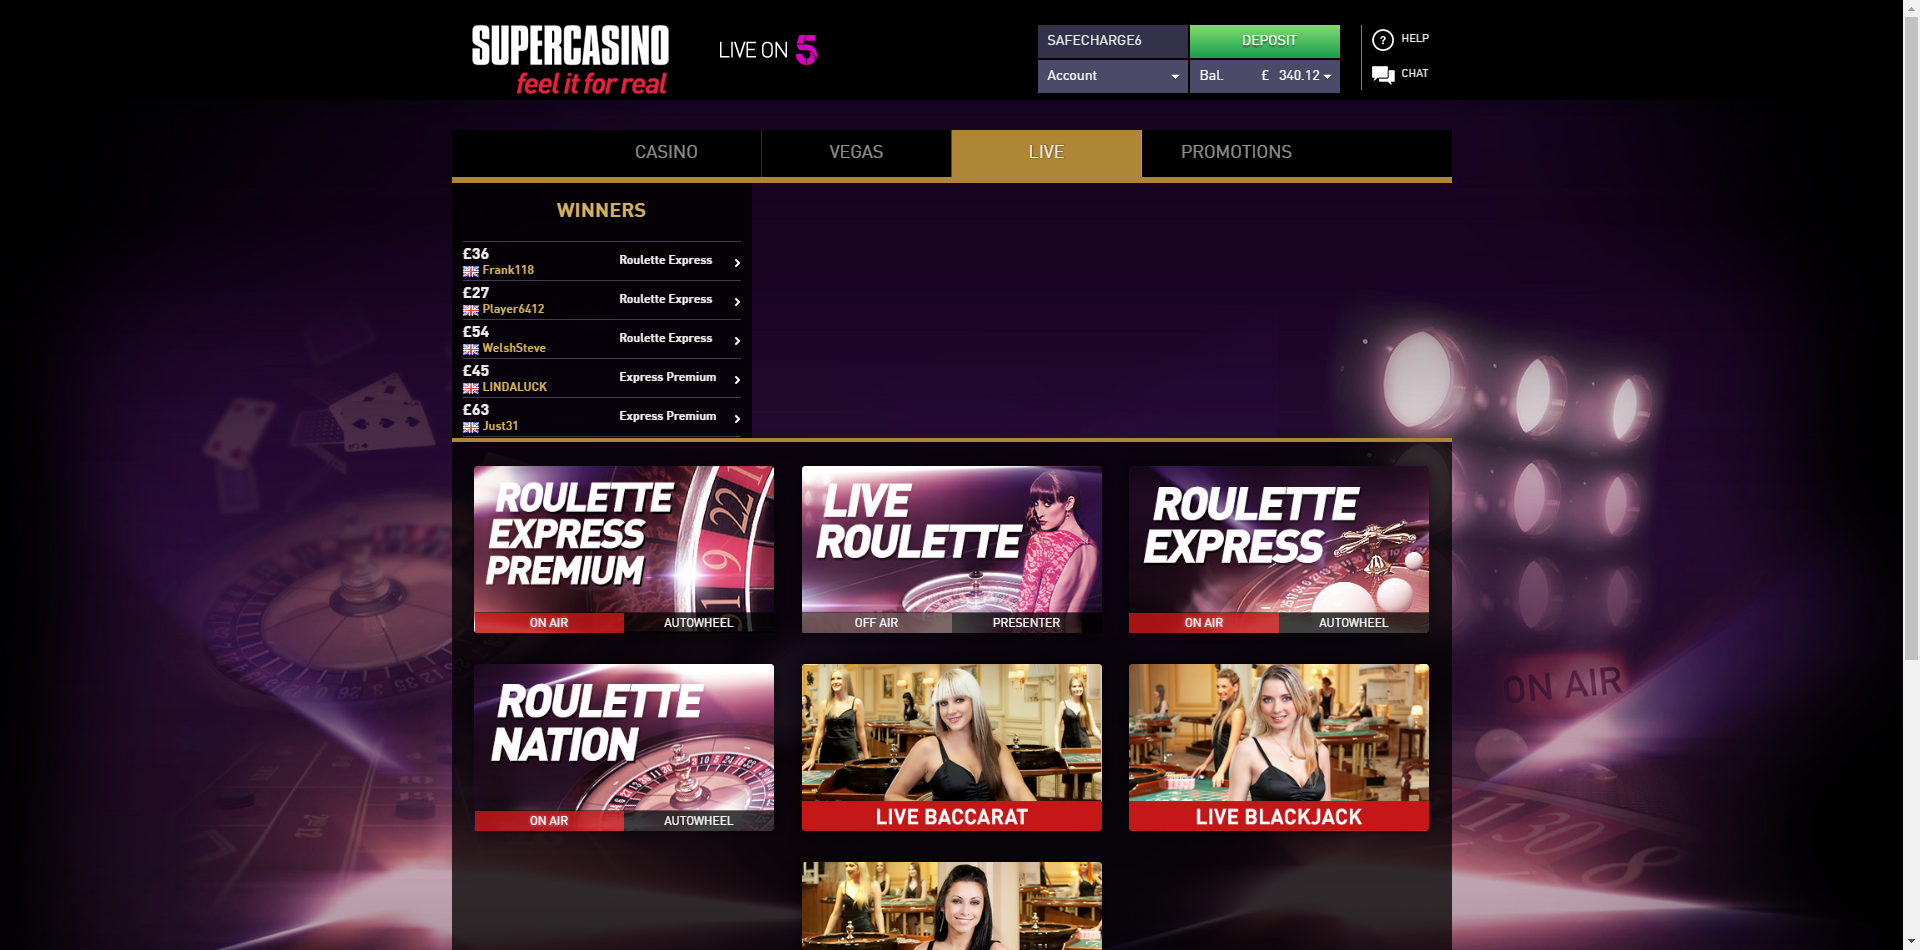 SUPERCASINO
feel it for real
LIVE ON 5
SAFECHARGE6
DEPOSIT
Account
Bal. £ 340.12
? HELP
CHAT
CASINO
VEGAS
LIVE
PROMOTIONS
WINNERS
£36
Frank118
Roulette Express
£27
Player6412
Roulette Express
£54
WelshSteve
Roulette Express
£45
LINDALUCK
Express Premium
£63
Just31
Express Premium
ROULETTE
EXPRESS
PREMIUM
ON AIR
AUTOWHEEL
LIVE
ROULETTE
OFF AIR
PRESENTER
ROULETTE
EXPRESS
ON AIR
AUTOWHEEL
ROULETTE
NATION
ON AIR
AUTOWHEEL
LIVE BACCARAT
LIVE BLACKJACK
ON AIR